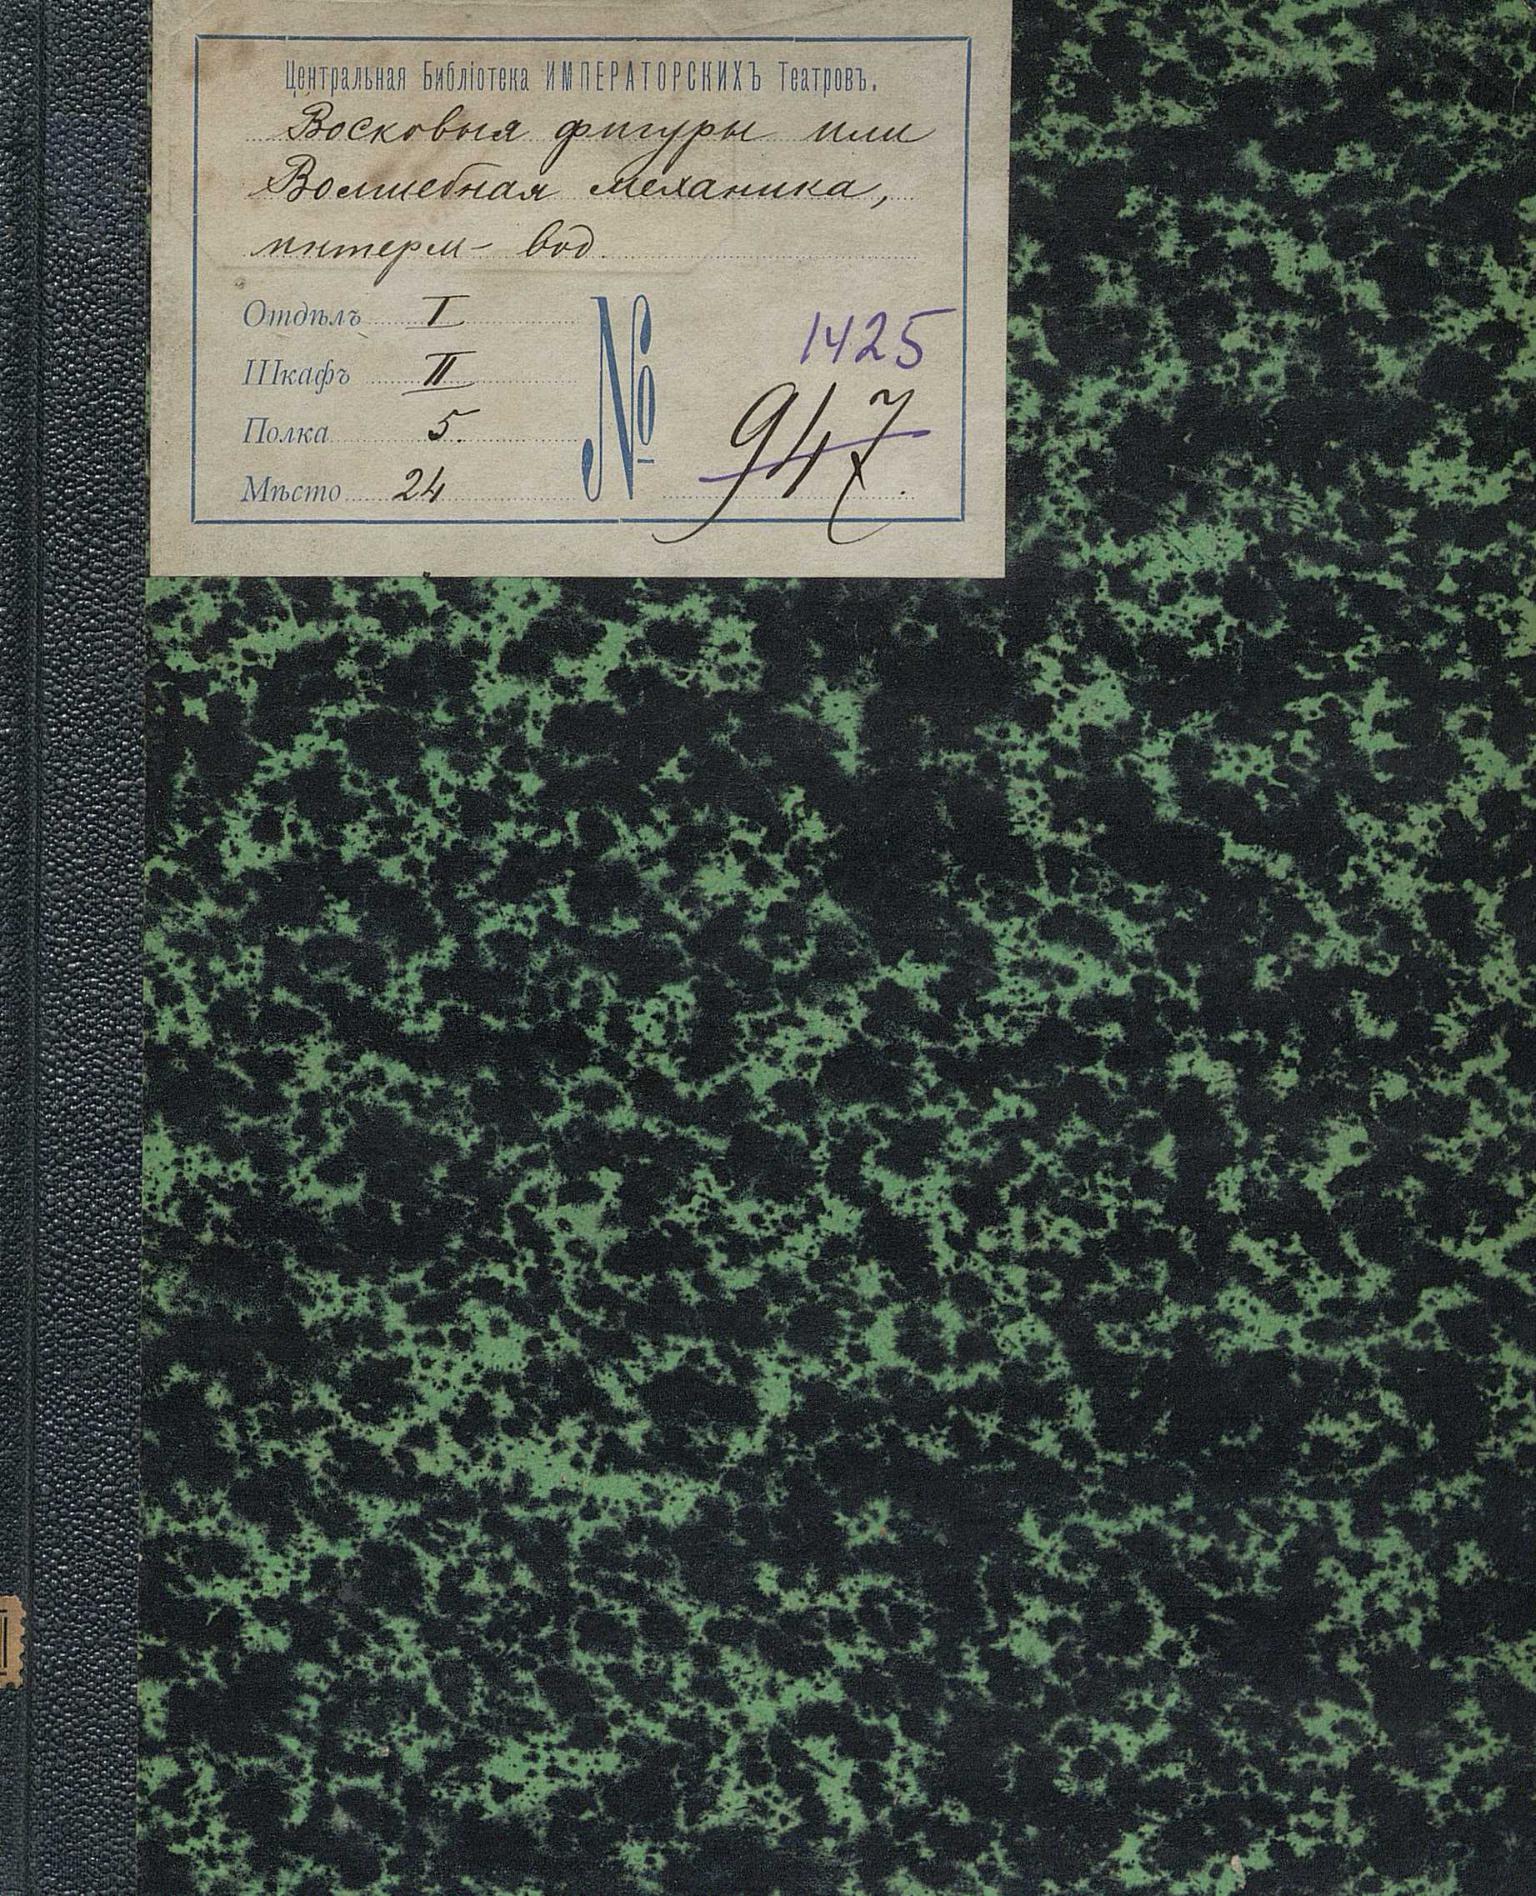 Центральная Библіотека ИМПЕРАТОРСКИХЪ Театровъ.
Восковыя фигуры или
Волшебная механика,
интерм- вод.
Отдѣлъ I
Шкафъ II
Полка 5.
Мѣсто 24
№
1425
947.